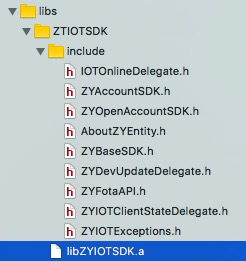 libs
ZTIOTSDK
include
IOTOnlineDelegate.h
ZYAccountSDK.h
ZYOpenAccountSDK.h
AboutZYEntity.h
ZYBaseSDK.h
ZYDevUpdateDelegate.h
ZYFotaAPI.h
ZYIOTClientStateDelegate.h
ZYIOTExceptions.h
libZYIOTSDK.a